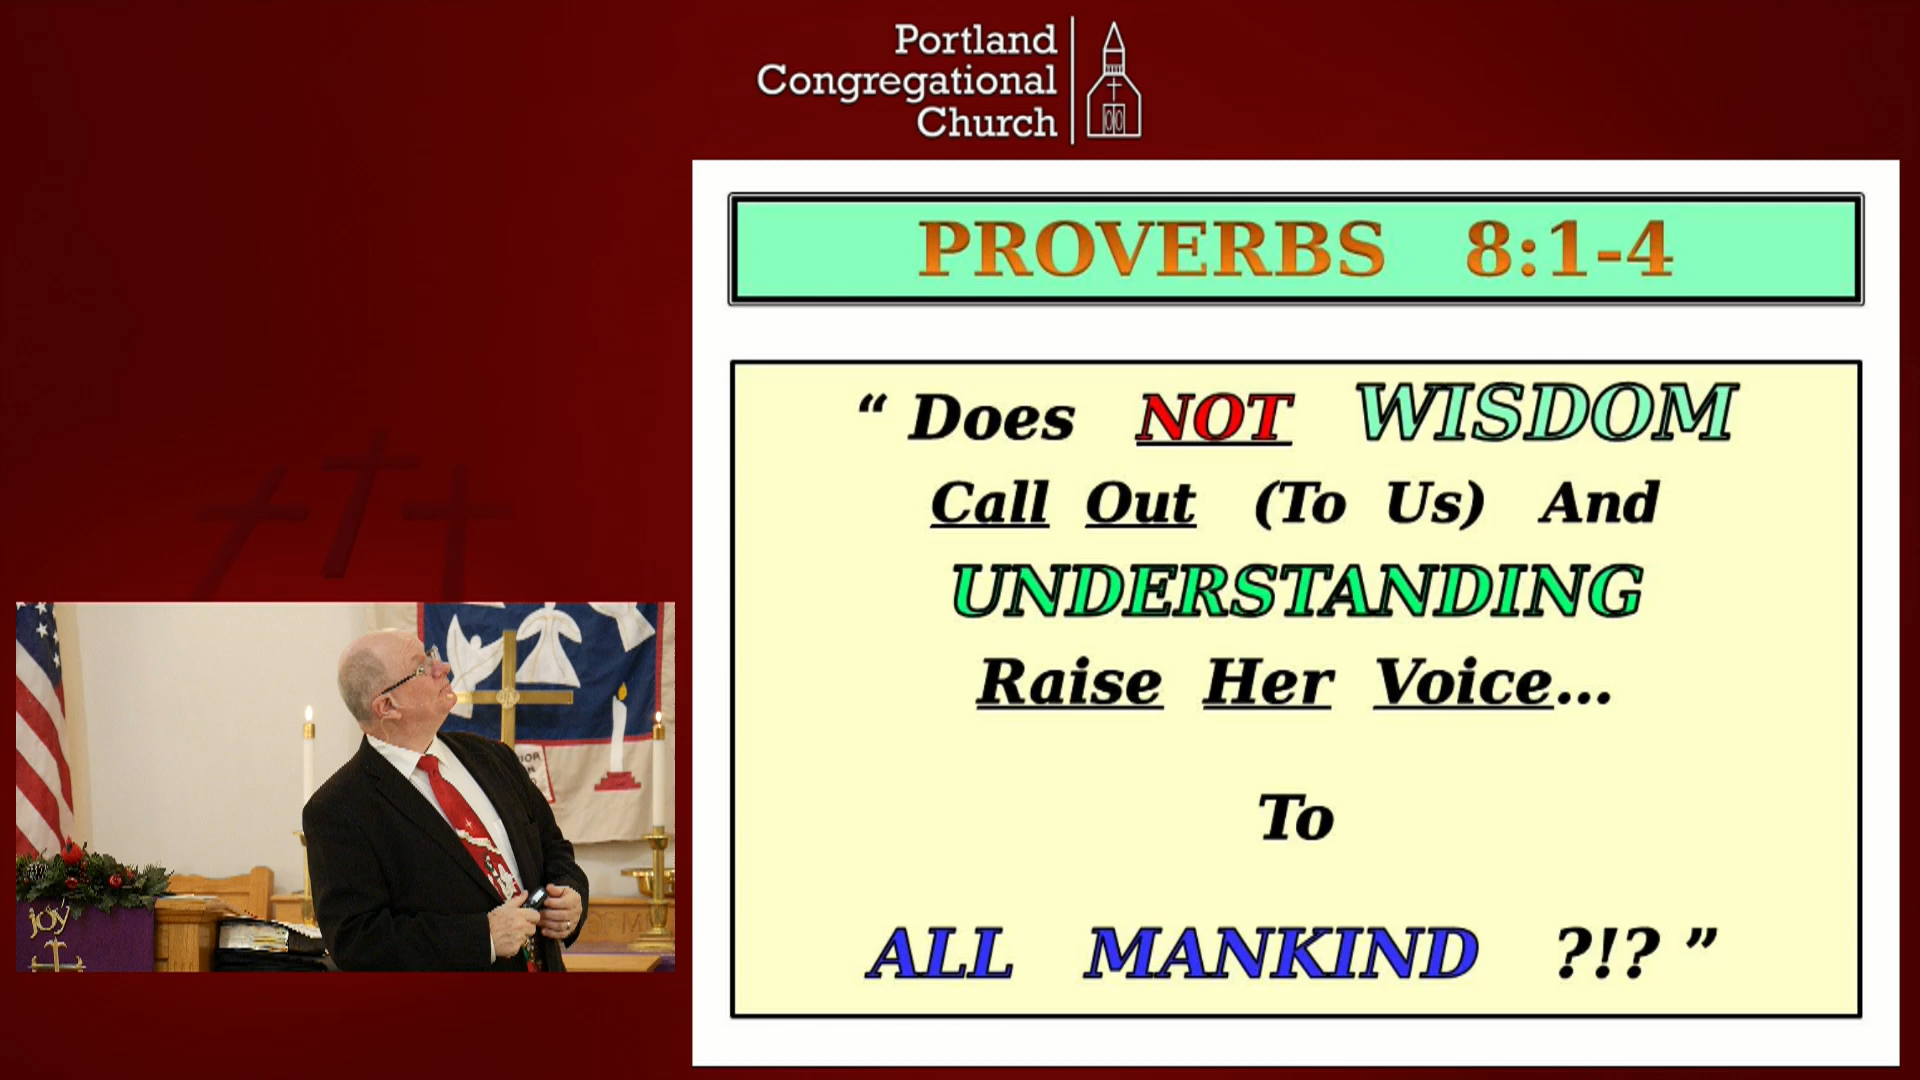 Portland
Congregational
Church
PROVERBS 8:1-4
“ Does NOT WISDOM
Call Out (To Us) And
UNDERSTANDING
Raise Her Voice...
To
ALL MANKIND ?!? ”
joy